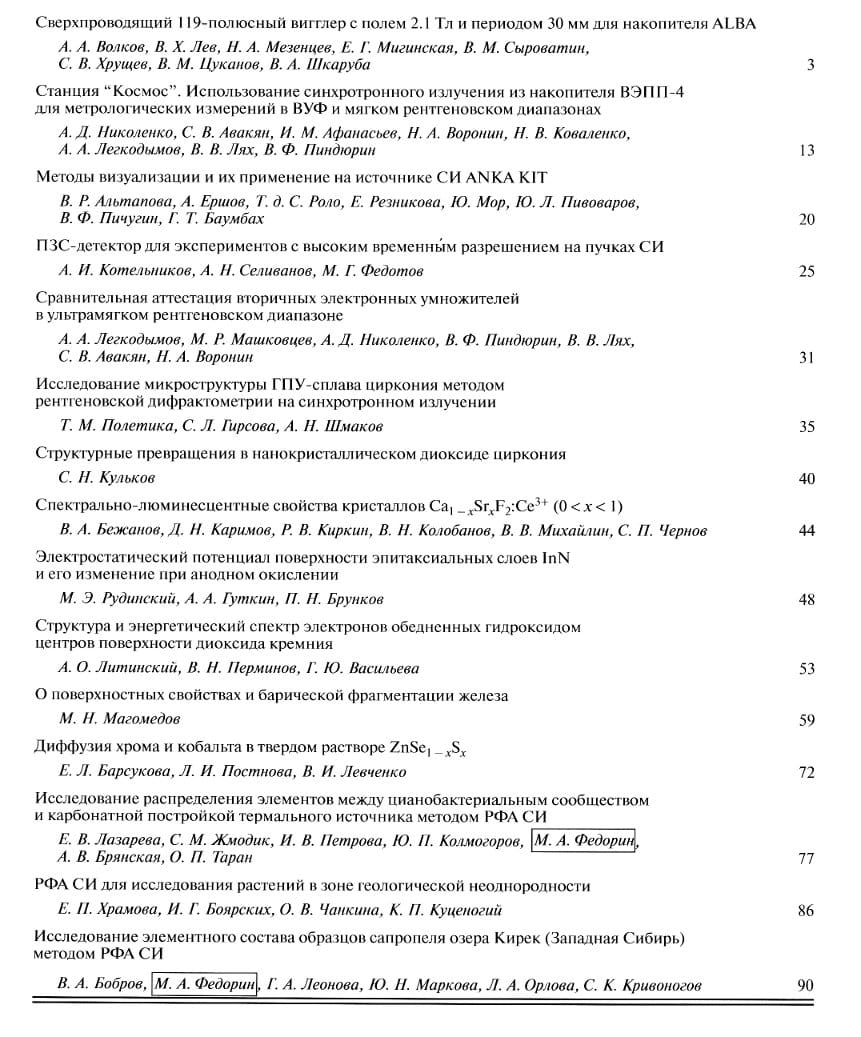 Сверхпроводящий 119-полюсный вигглер с полем 2.1 Тл и периодом 30 мм для накопителя ALBA
А. А. Волков, В. Х. Лев, Н. А. Мезенцев, Е. Г. Мигинская, В. М. Сыроватин,
С. В. Хрущев, В. М. Цуканов, В. А. Шкаруба 3
Станция “Космос”. Использование синхротронного излучения из накопителя ВЭПП-4
для метрологических измерений в ВУФ и мягком рентгеновском диапазонах
А. Д. Николенко, С. В. Авакян, И. М. Афанасьев, Н. А. Воронин, Н. В. Коваленко,
А. А. Легкодымов, В. В. Лях, В. Ф. Пиндюрин 13
Методы визуализации и их применение на источнике СИ ANKA KIT
В. Р. Альтапова, А. Ершов, Т. д. С. Роло, Е. Резникова, Ю. Мор, Ю. Л. Пивоваров,
В. Ф. Пичугин, Г. Т. Баумбах 20
ПЗС-детектор для экспериментов с высоким временным разрешением на пучках СИ
А. И. Котельников, А. Н. Селиванов, М. Г. Федотов 25
Сравнительная аттестация вторичных электронных умножителей
в ультрамягком рентгеновском диапазоне
А. А. Легкодымов, М. Р. Машковцев, А. Д. Николенко, В. Ф. Пиндюрин, В. В. Лях,
С. В. Авакян, Н. А. Воронин 31
Исследование микроструктуры ГПУ-сплава циркония методом
рентгеновской дифрактометрии на синхротронном излучении
Т. М. Полетика, С. Л. Гирсова, А. Н. Шмаков 35
Структурные превращения в нанокристаллическом диоксиде циркония
С. Н. Кульков 40
Спектрально-люминесцентные свойства кристаллов Ca₁ ₋ ₓSrₓF₂:Ce³⁺ (0 < x < 1)
В. А. Бежанов, Д. Н. Каримов, Р. В. Киркин, В. Н. Колобанов, В. В. Михайлин, С. П. Чернов 44
Электростатический потенциал поверхности эпитаксиальных слоев InN
и его изменение при анодном окислении
М. Э. Рудинский, А. А. Гуткин, П. Н. Брунков 48
Структура и энергетический спектр электронов обедненных гидроксидом
центров поверхности диоксида кремния
А. О. Литинский, В. Н. Перминов, Г. Ю. Васильева 53
О поверхностных свойствах и барической фрагментации железа
М. Н. Магомедов 59
Диффузия хрома и кобальта в твердом растворе ZnSe₁ ₋ ₓSₓ
Е. Л. Барсукова, Л. И. Постнова, В. И. Левченко 72
Исследование распределения элементов между цианобактериальным сообществом
и карбонатной постройкой термального источника методом РФА СИ
Е. В. Лазарева, С. М. Жмодик, И. В. Петрова, Ю. П. Колмогоров, М. А. Федорин,
А. В. Брянская, О. П. Таран 77
РФА СИ для исследования растений в зоне геологической неоднородности
Е. П. Храмова, И. Г. Боярских, О. В. Чанкина, К. П. Куценогий 86
Исследование элементного состава образцов сапропеля озера Кирек (Западная Сибирь)
методом РФА СИ
В. А. Бобров, М. А. Федорин, Г. А. Леонова, Ю. Н. Маркова, Л. А. Орлова, С. К. Кривоногов 90